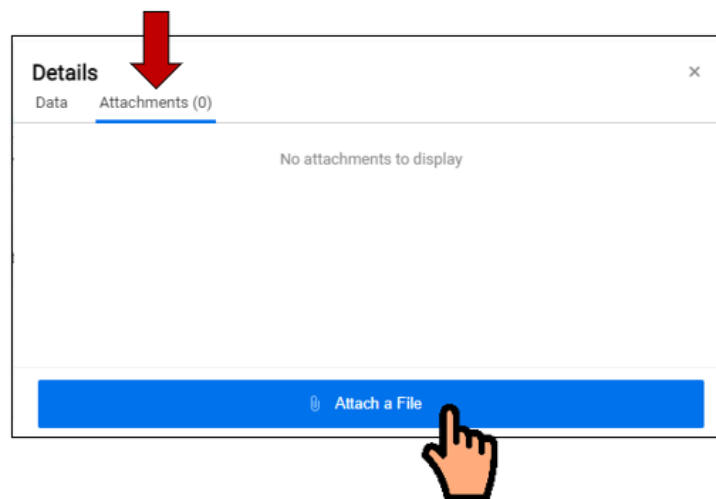 Details
×
Data Attachments (0)
No attachments to display
Attach a File